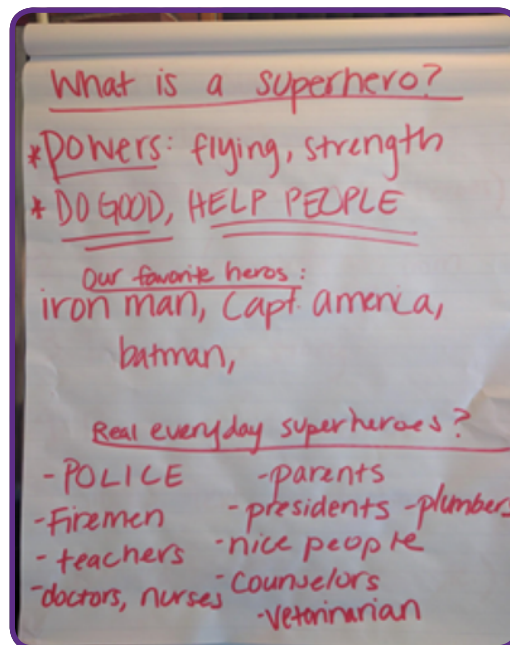 What is a superhero?
*Powers: flying, strength
*DO GOOD, HELP PEOPLE
Our favorite heros:
iron man, Capt. america,
batman,
Real everyday superheroes?
-POLICE -parents
-Firemen -presidents -plumbers
-teachers -nice people
-doctors, nurses -Counselors
-Vetorinarian